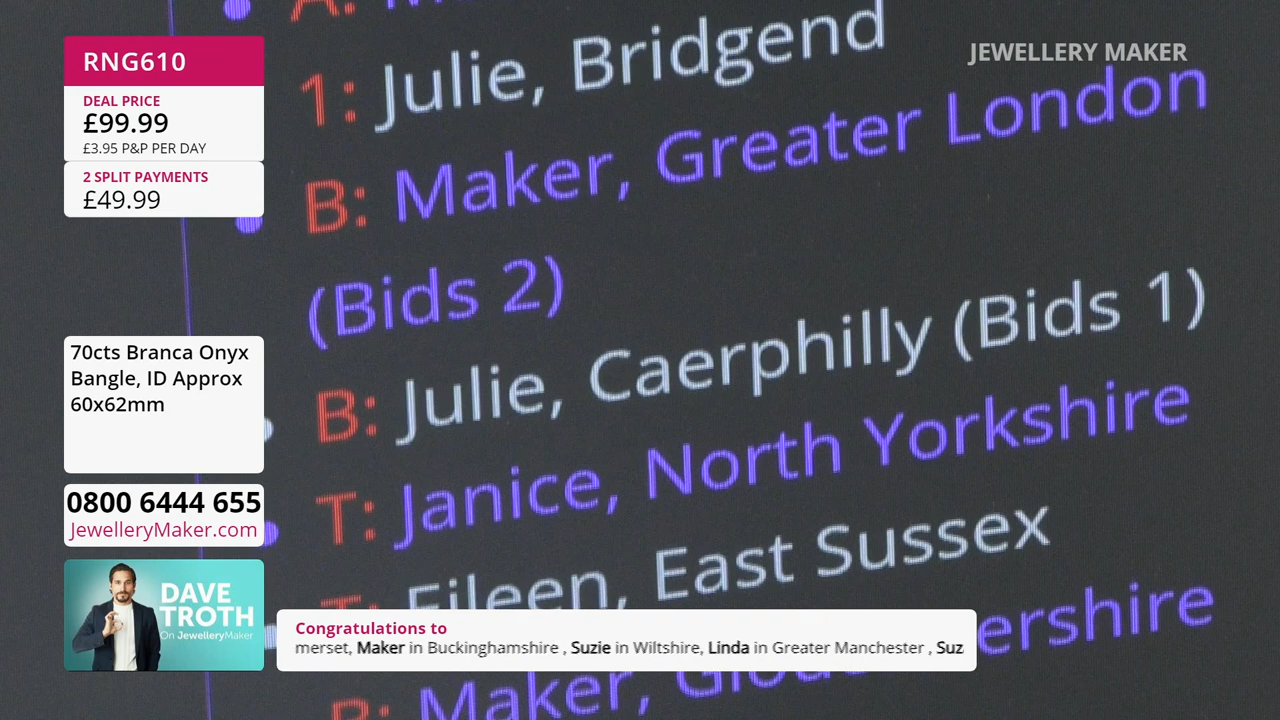 RNG610
DEAL PRICE
£99.99
£3.95 P&P PER DAY
2 SPLIT PAYMENTS
£49.99
70cts Branca Onyx
Bangle, ID Approx
60x62mm
0800 6444 655
JewelleryMaker.com
DAVE
TROTH
On JewelleryMaker
JEWELLERY MAKER
A:
1: Julie, Bridgend
B: Maker, Greater London
(Bids 2)
B: Julie, Caerphilly (Bids 1)
T: Janice, North Yorkshire
T: Eileen, East Sussex
ershire
B: Maker,
Congratulations to
merset, Maker in Buckinghamshire , Suzie in Wiltshire, Linda in Greater Manchester , Suz